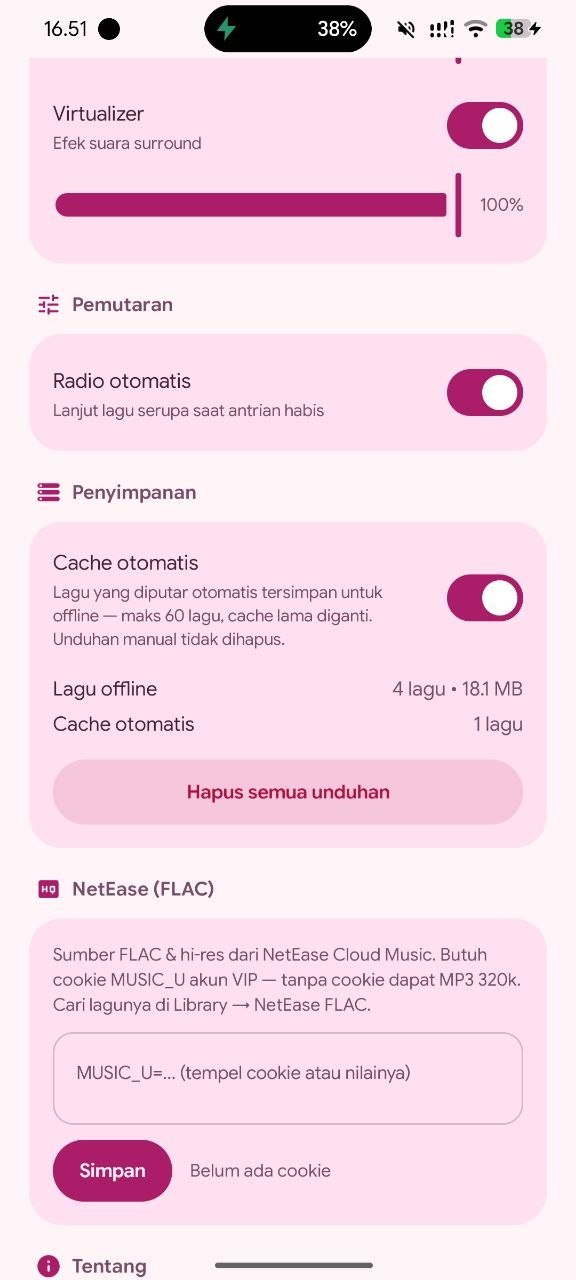 16.51
38%
38
Virtualizer
Efek suara surround
100%
Pemutaran
Radio otomatis
Lanjut lagu serupa saat antrian habis
Penyimpanan
Cache otomatis
Lagu yang diputar otomatis tersimpan untuk
offline — maks 60 lagu, cache lama diganti.
Unduhan manual tidak dihapus.
Lagu offline 4 lagu • 18.1 MB
Cache otomatis 1 lagu
Hapus semua unduhan
HQ NetEase (FLAC)
Sumber FLAC & hi-res dari NetEase Cloud Music. Butuh
cookie MUSIC_U akun VIP — tanpa cookie dapat MP3 320k.
Cari lagunya di Library → NetEase FLAC.
MUSIC_U=... (tempel cookie atau nilainya)
Simpan Belum ada cookie
Tentang